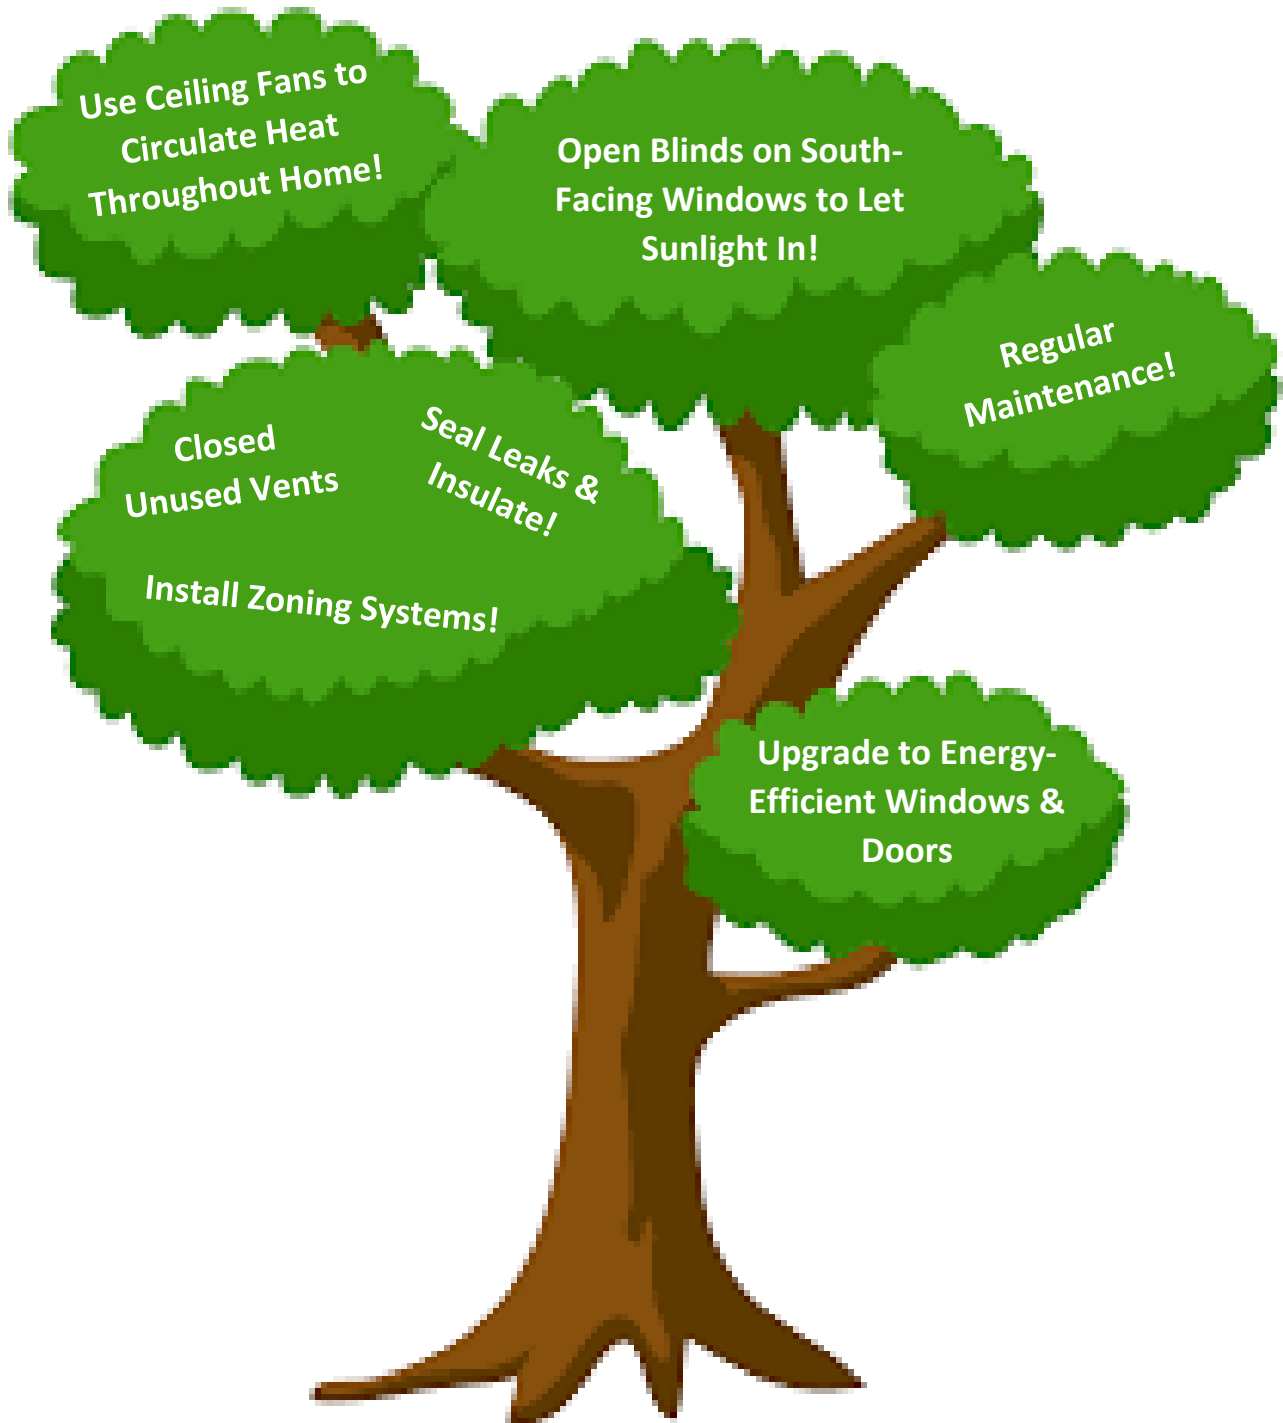 Use Ceiling Fans to
Circulate Heat
Throughout Home!
Open Blinds on South-
Facing Windows to Let
Sunlight In!
Regular
Maintenance!
Closed
Unused Vents
Seal Leaks &
Insulate!
Install Zoning Systems!
Upgrade to Energy-
Efficient Windows &
Doors